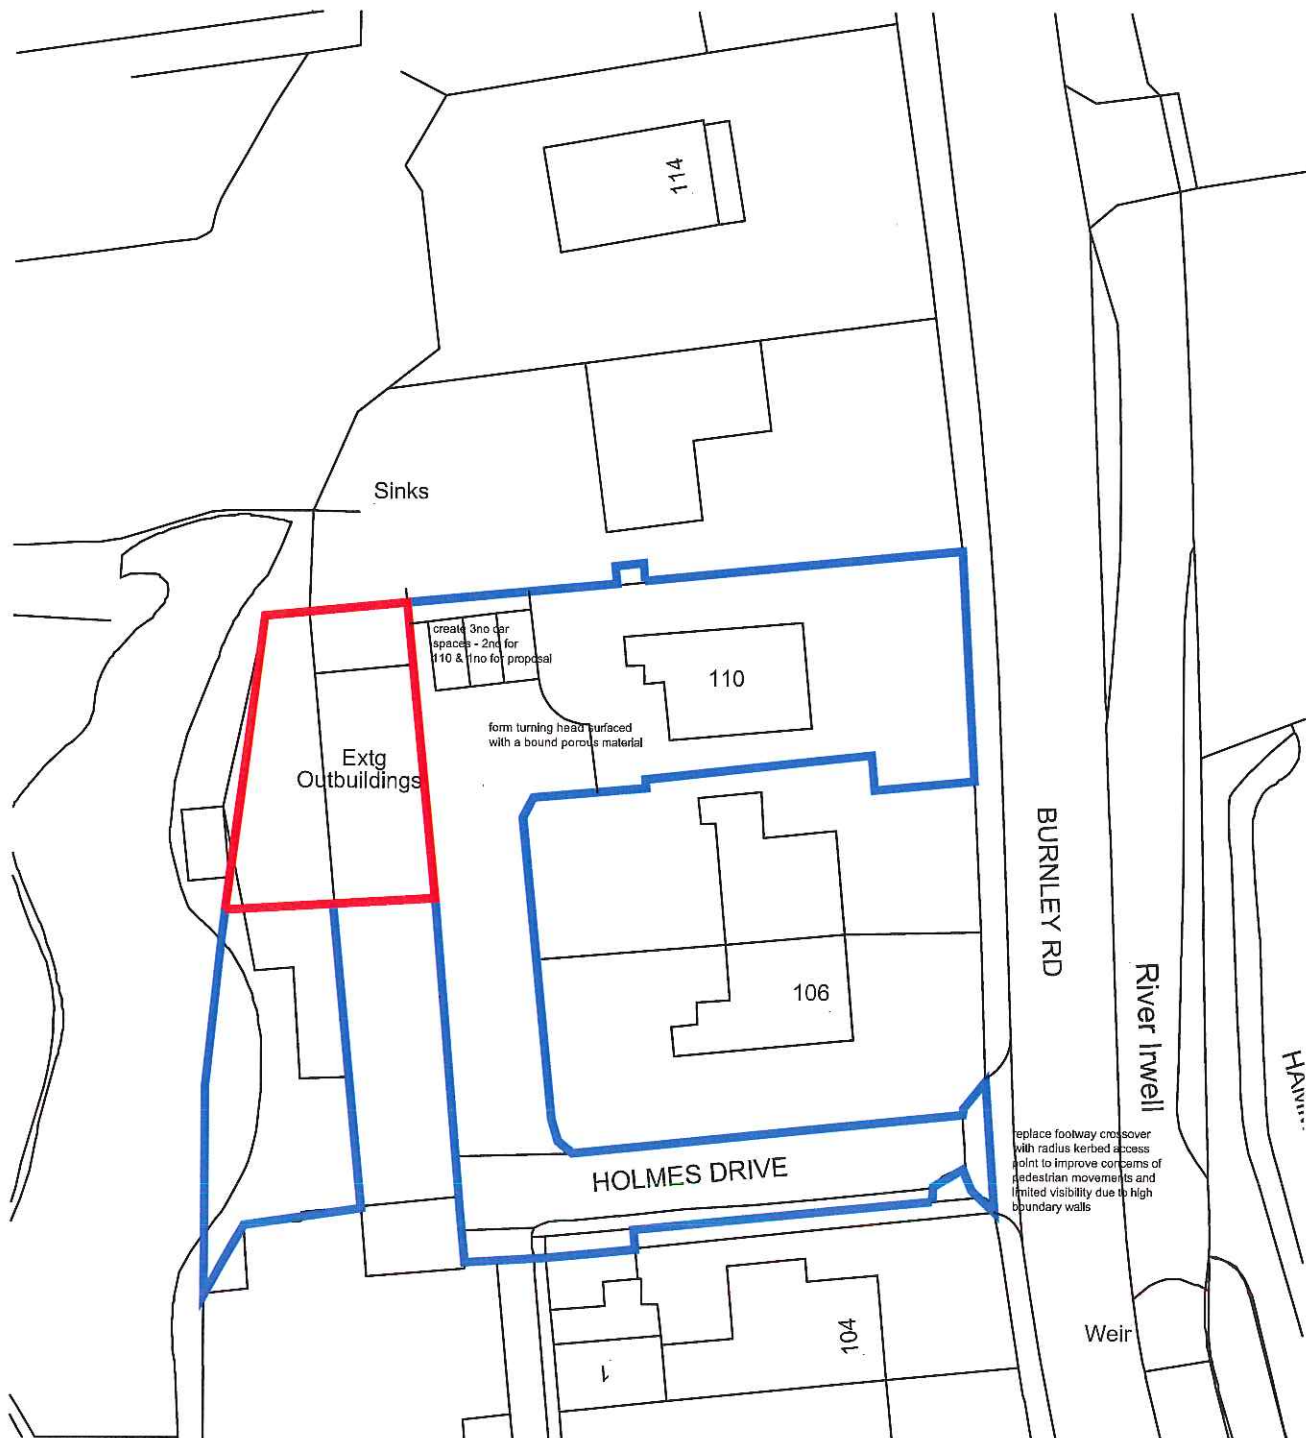 114
Sinks
create 3no car
spaces - 2no for
110 & 1no for proposal
110
form turning head surfaced
with a bound porous material
Extg
Outbuildings
BURNLEY RD
106
River Irwell
HOLMES DRIVE
replace footway crossover
with radius kerbed access
point to improve concerns of
pedestrian movements and
limited visibility due to high
boundary walls
104
1
Weir